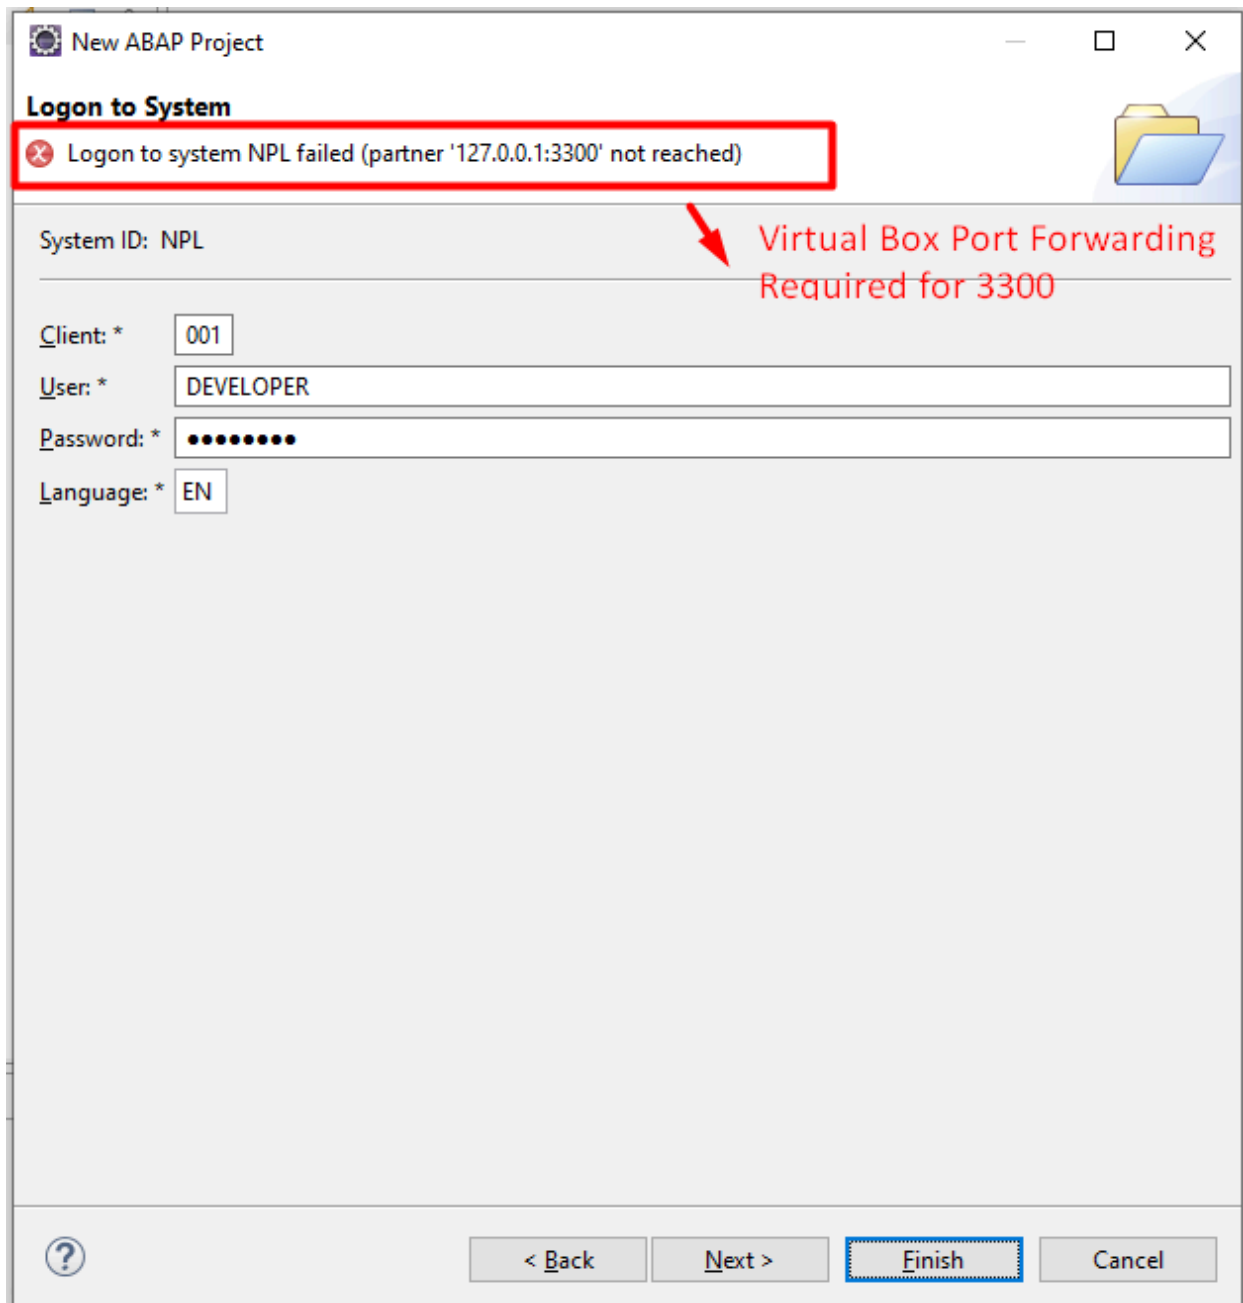 New ABAP Project
Logon to System
Logon to system NPL failed (partner '127.0.0.1:3300' not reached)
Virtual Box Port Forwarding
Required for 3300
System ID: NPL
Client: * 001
User: * DEVELOPER
Password: * ●●●●●●●●
Language: * EN
? < Back Next > Finish Cancel